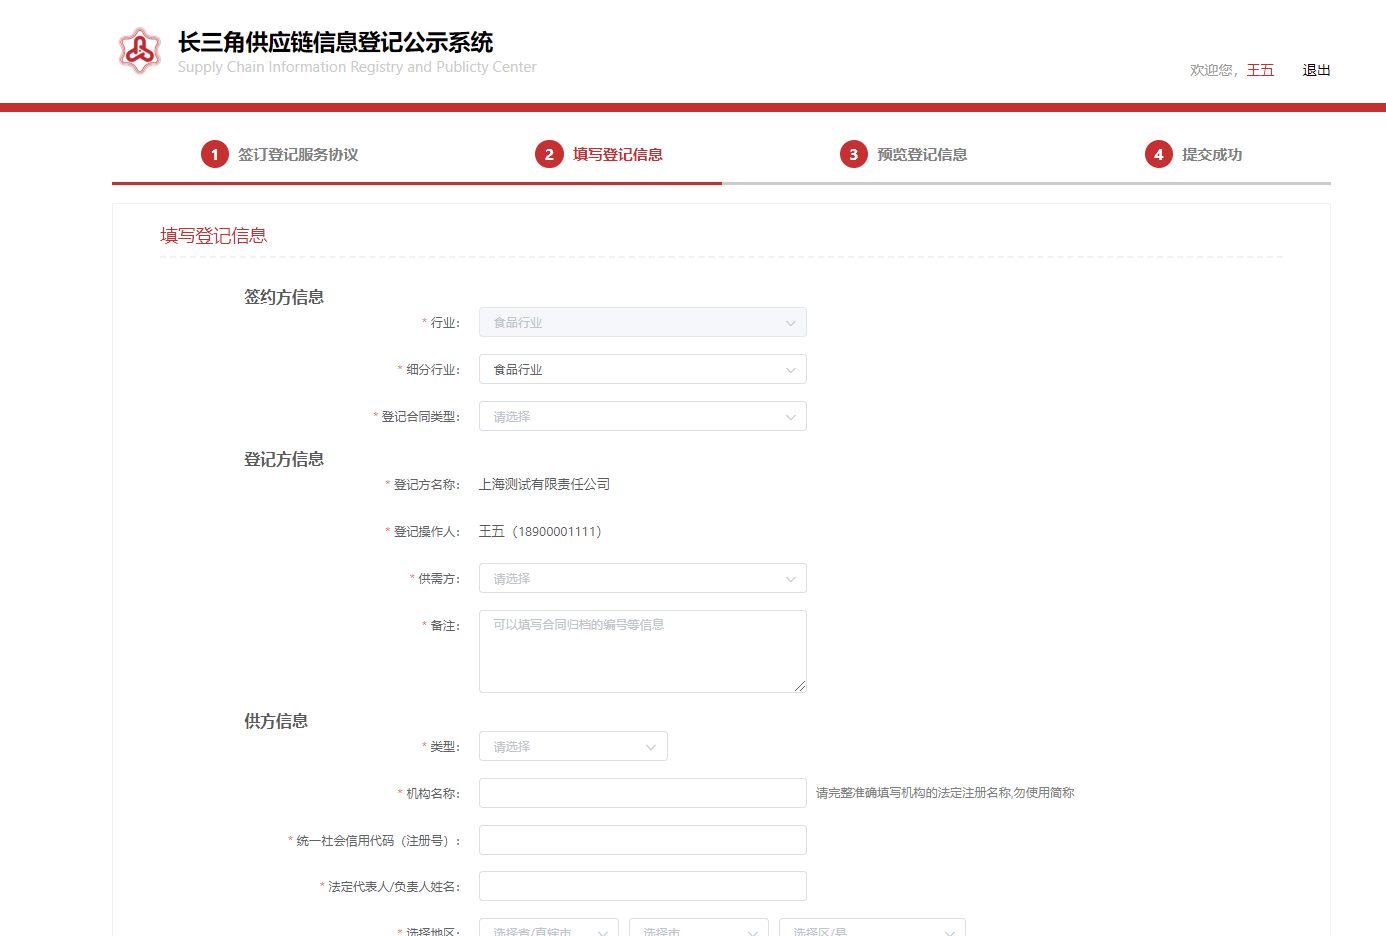 长三角供应链信息登记公示系统
Supply Chain Information Registry and Publicty Center
欢迎您，王五 退出
1 签订登记服务协议 2 填写登记信息 3 预览登记信息 4 提交成功
填写登记信息
签约方信息
* 行业： 食品行业
* 细分行业： 食品行业
* 登记合同类型： 请选择
登记方信息
* 登记方名称： 上海测试有限责任公司
* 登记操作人： 王五（18900001111）
* 供需方： 请选择
* 备注： 可以填写合同归档的编号等信息
供方信息
* 类型： 请选择
* 机构名称： 请完整准确填写机构的法定注册名称,勿使用简称
* 统一社会信用代码（注册号）：
* 法定代表人/负责人姓名：
* 选择地区： 选择省/直辖市 选择市 选择区/县